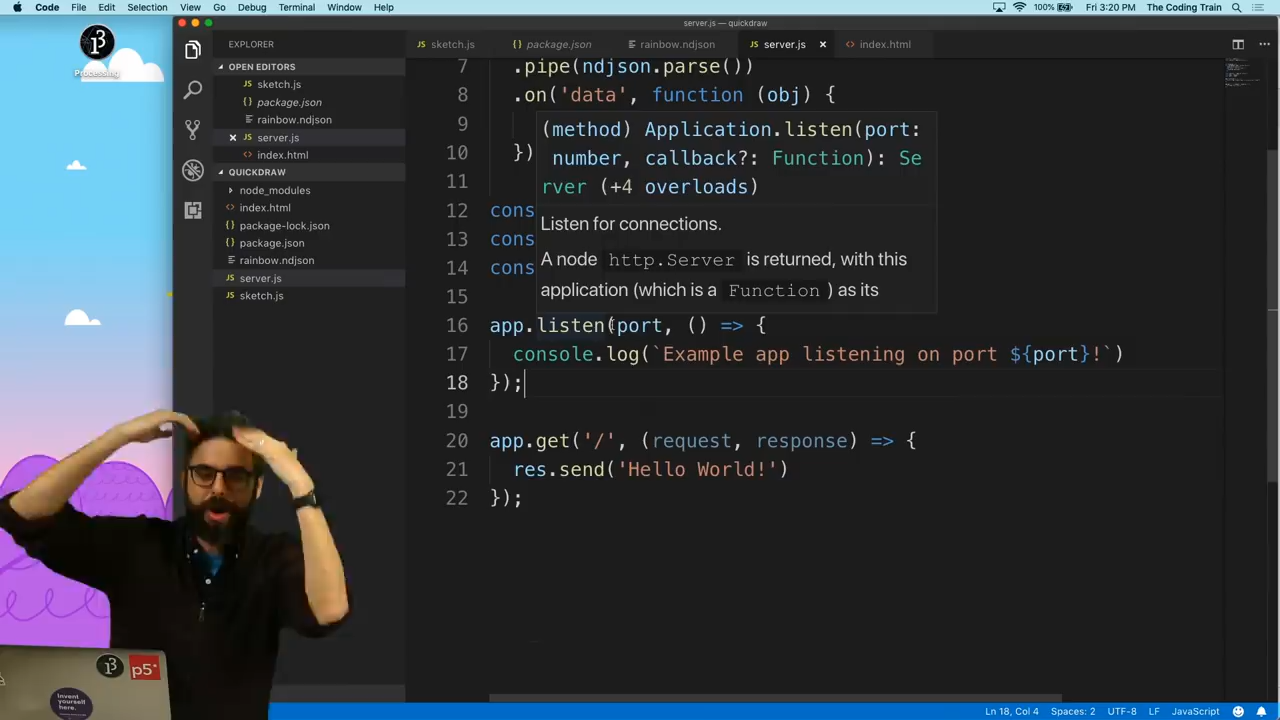 Code File Edit Selection View Go Debug Terminal Window Help 100% Fri 3:20 PM The Coding Train
server.js — quickdraw
Processing
EXPLORER
OPEN EDITORS
sketch.js
package.json
rainbow.ndjson
server.js
index.html
QUICKDRAW
node_modules
index.html
package-lock.json
package.json
rainbow.ndjson
server.js
sketch.js
sketch.js package.json rainbow.ndjson server.js index.html
7 .pipe(ndjson.parse())
8 .on('data', function (obj) {
9
10 })
11
12 cons
13 cons
14 cons
15
16 app.listen(port, () => {
17 console.log(`Example app listening on port ${port}!`)
18 });
19
20 app.get('/', (request, response) => {
21 res.send('Hello World!')
22 });
(method) Application.listen(port:
number, callback?: Function): Se
rver (+4 overloads)
Listen for connections.
A node http.Server is returned, with this
application (which is a Function ) as its
p5*
Invent
yourself
here.
Ln 18, Col 4 Spaces: 2 UTF-8 LF JavaScript